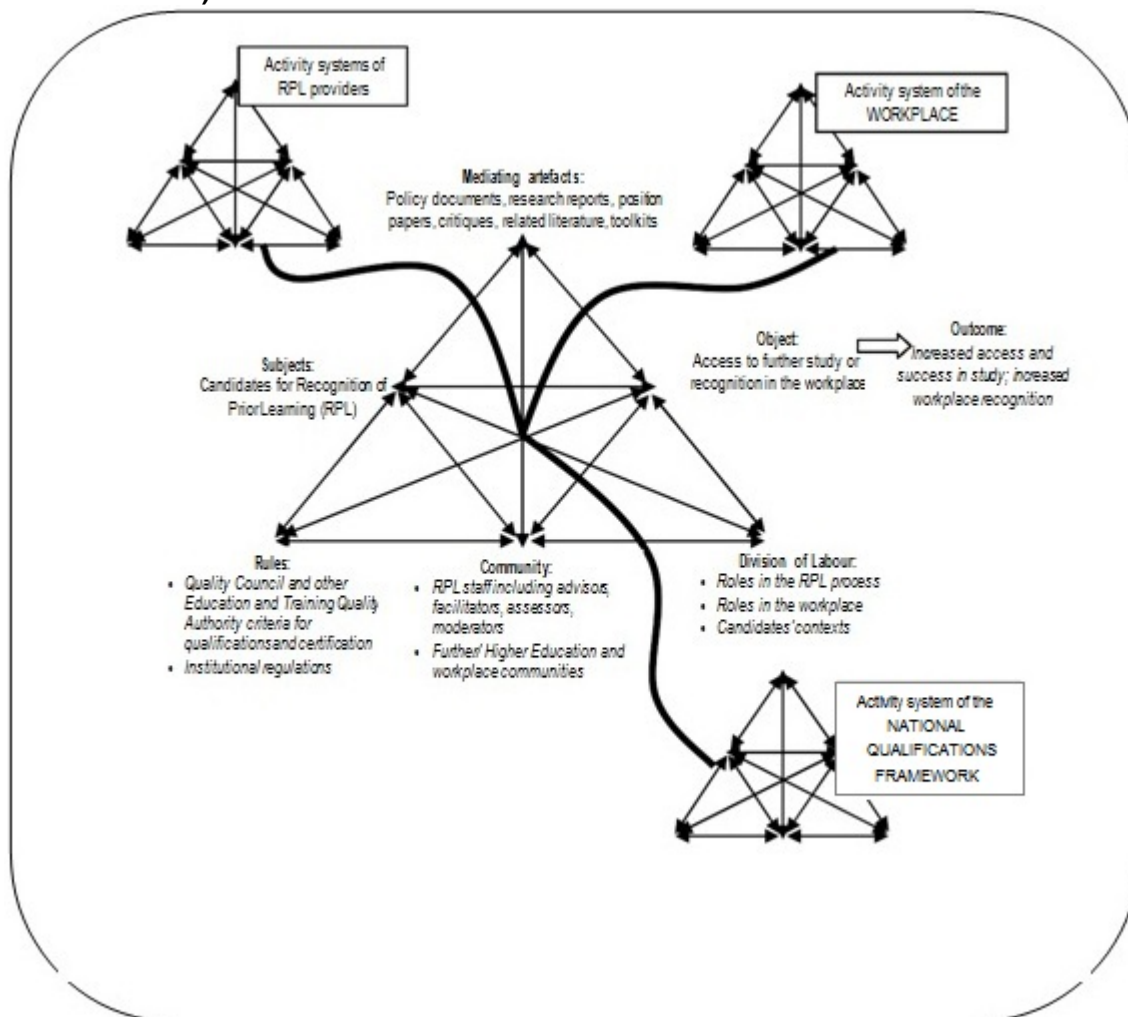 Activity systems of
RPL providers
Activity system of the
WORKPLACE
Mediating artefacts:
Policy documents, research reports, position
papers, critiques, related literature, toolkits
Subjects:
Candidates for Recognition of
Prior Learning (RPL)
Object:
Access to further study or
recognition in the workplace
Outcome:
Increased access and
success in study; increased
workplace recognition
Rules:
• Quality Council and other
Education and Training Quality
Authority criteria for
qualifications and certification
• Institutional regulations
Community:
• RPL staff including advisors,
facilitators, assessors,
moderators
• Further/ Higher Education and
workplace communities
Division of Labour:
• Roles in the RPL process
• Roles in the workplace
• Candidates' contexts
Activity system of the
NATIONAL
QUALIFICATIONS
FRAMEWORK